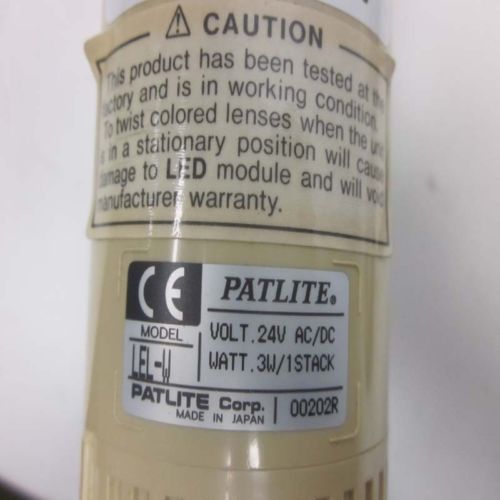 ⚠ CAUTION
This product has been tested at the
factory and is in working condition.
To twist colored lenses when the unit
is in a stationary position will cause
damage to LED module and will void
manufacturer warranty.
CE
PATLITE®
MODEL
LEL-W
VOLT.24V AC/DC
WATT.3W/1STACK
PATLITE Corp.
MADE IN JAPAN
00202R